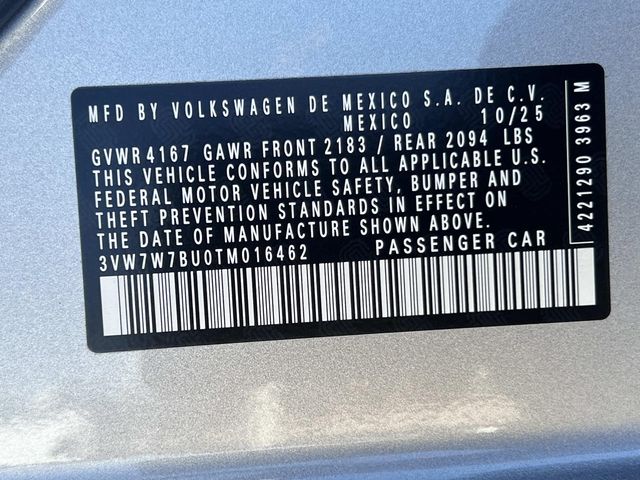 MFD BY VOLKSWAGEN DE MEXICO S.A. DE C.V.
MEXICO 10/25
GVWR 4167 GAWR FRONT 2183 / REAR 2094 LBS
THIS VEHICLE CONFORMS TO ALL APPLICABLE U.S.
FEDERAL MOTOR VEHICLE SAFETY, BUMPER AND
THEFT PREVENTION STANDARDS IN EFFECT ON
THE DATE OF MANUFACTURE SHOWN ABOVE.
3VW7W7BU0TM016462 PASSENGER CAR
4221290 3963 M